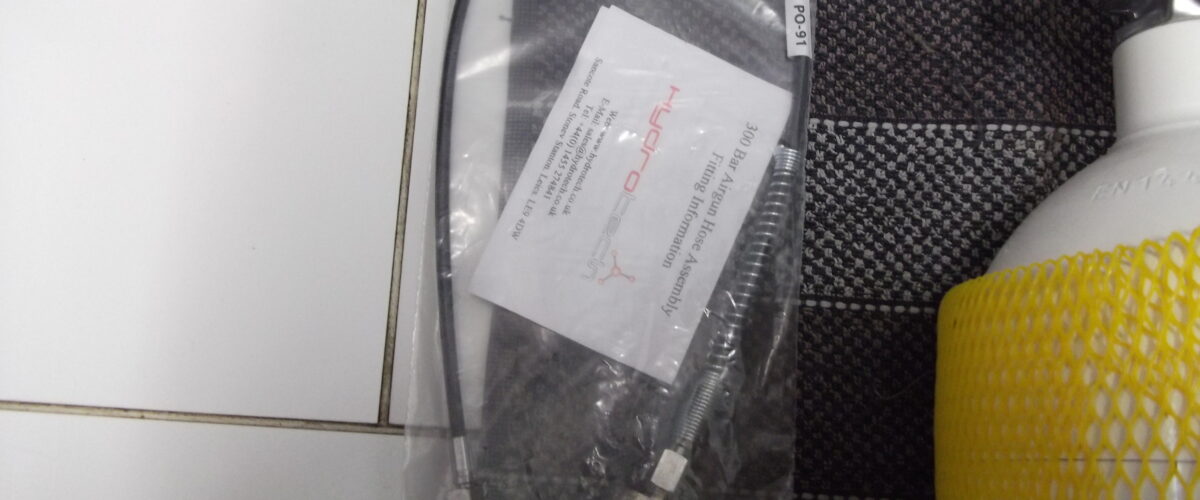 PO-91
300 Bar Airgun Hose Assembly
Fitting Information
Hydrotech
Web www.hydrotech.co.uk
E-Mail sales@hydrotech.co.uk
Tel: +44(0) 1455 274841
Road, Stoney Stanton, Leics. LE9 4DW